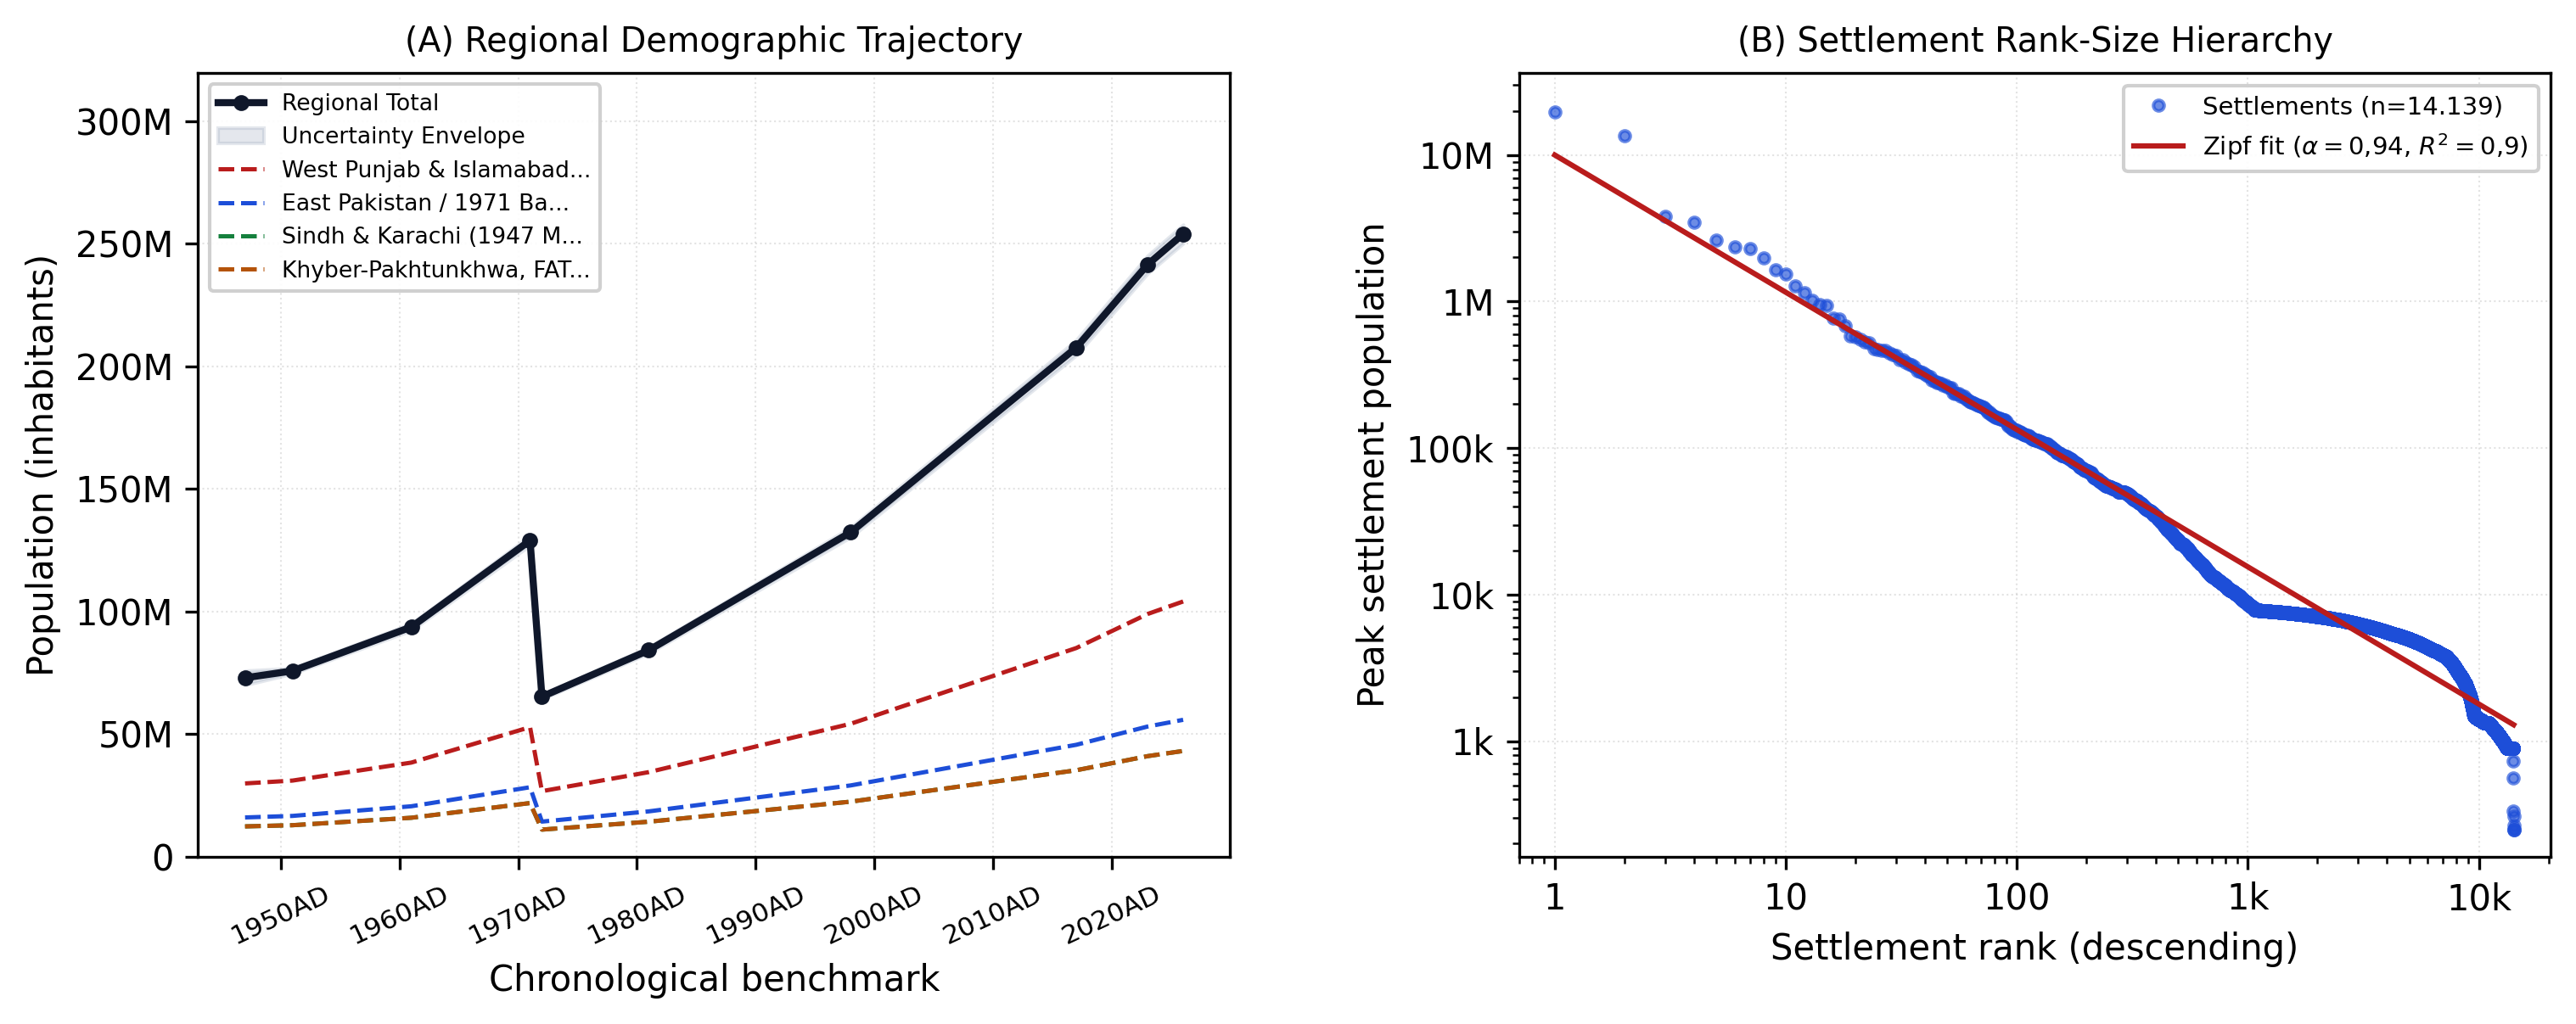 (A) Regional Demographic Trajectory
Population (inhabitants)
300M
250M
200M
150M
100M
50M
0
Regional Total
Uncertainty Envelope
West Punjab & Islamabad...
East Pakistan / 1971 Ba...
Sindh & Karachi (1947 M...
Khyber-Pakhtunkhwa, FAT...
1950AD
1960AD
1970AD
1980AD
1990AD
2000AD
2010AD
2020AD
Chronological benchmark
(B) Settlement Rank-Size Hierarchy
Peak settlement population
10M
1M
100k
10k
1k
Settlements (n=14.139)
Zipf fit (α = 0,94, R² = 0,9)
1
10
100
1k
10k
Settlement rank (descending)